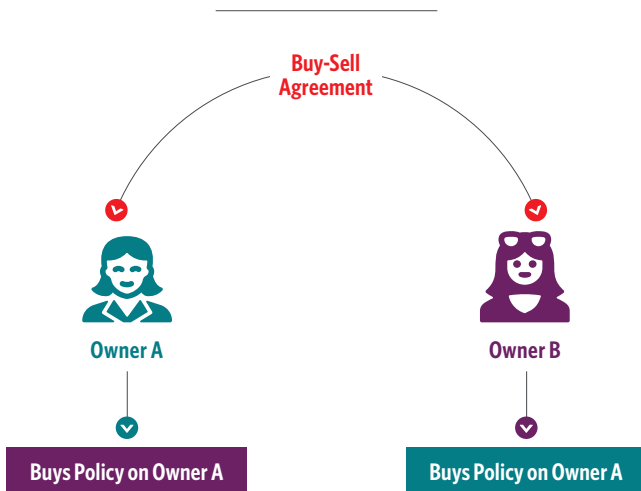 Buy-Sell
Agreement
Owner A
Owner B
Buys Policy on Owner A
Buys Policy on Owner A